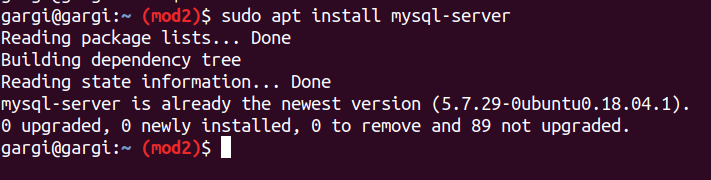 gargi@gargi:~ (mod2)$ sudo apt install mysql-server
Reading package lists... Done
Building dependency tree
Reading state information... Done
mysql-server is already the newest version (5.7.29-0ubuntu0.18.04.1).
0 upgraded, 0 newly installed, 0 to remove and 89 not upgraded.
gargi@gargi:~ (mod2)$